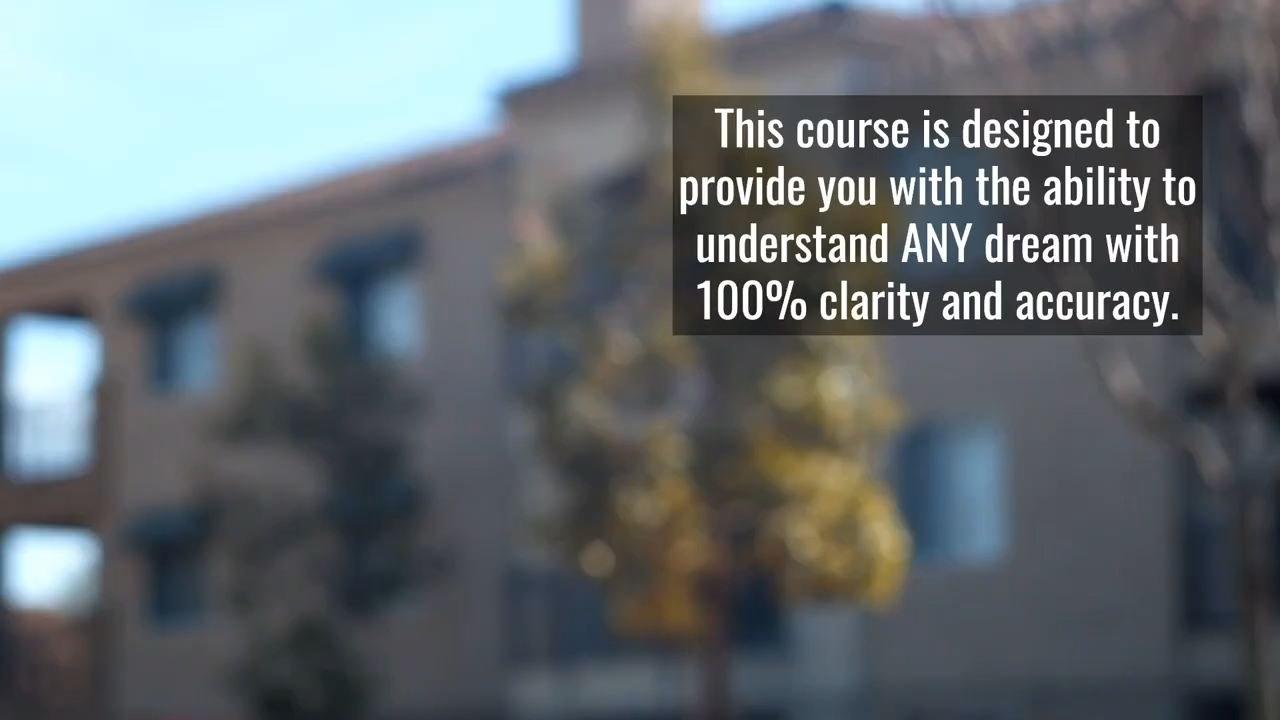 This course is designed to
provide you with the ability to
understand ANY dream with
100% clarity and accuracy.